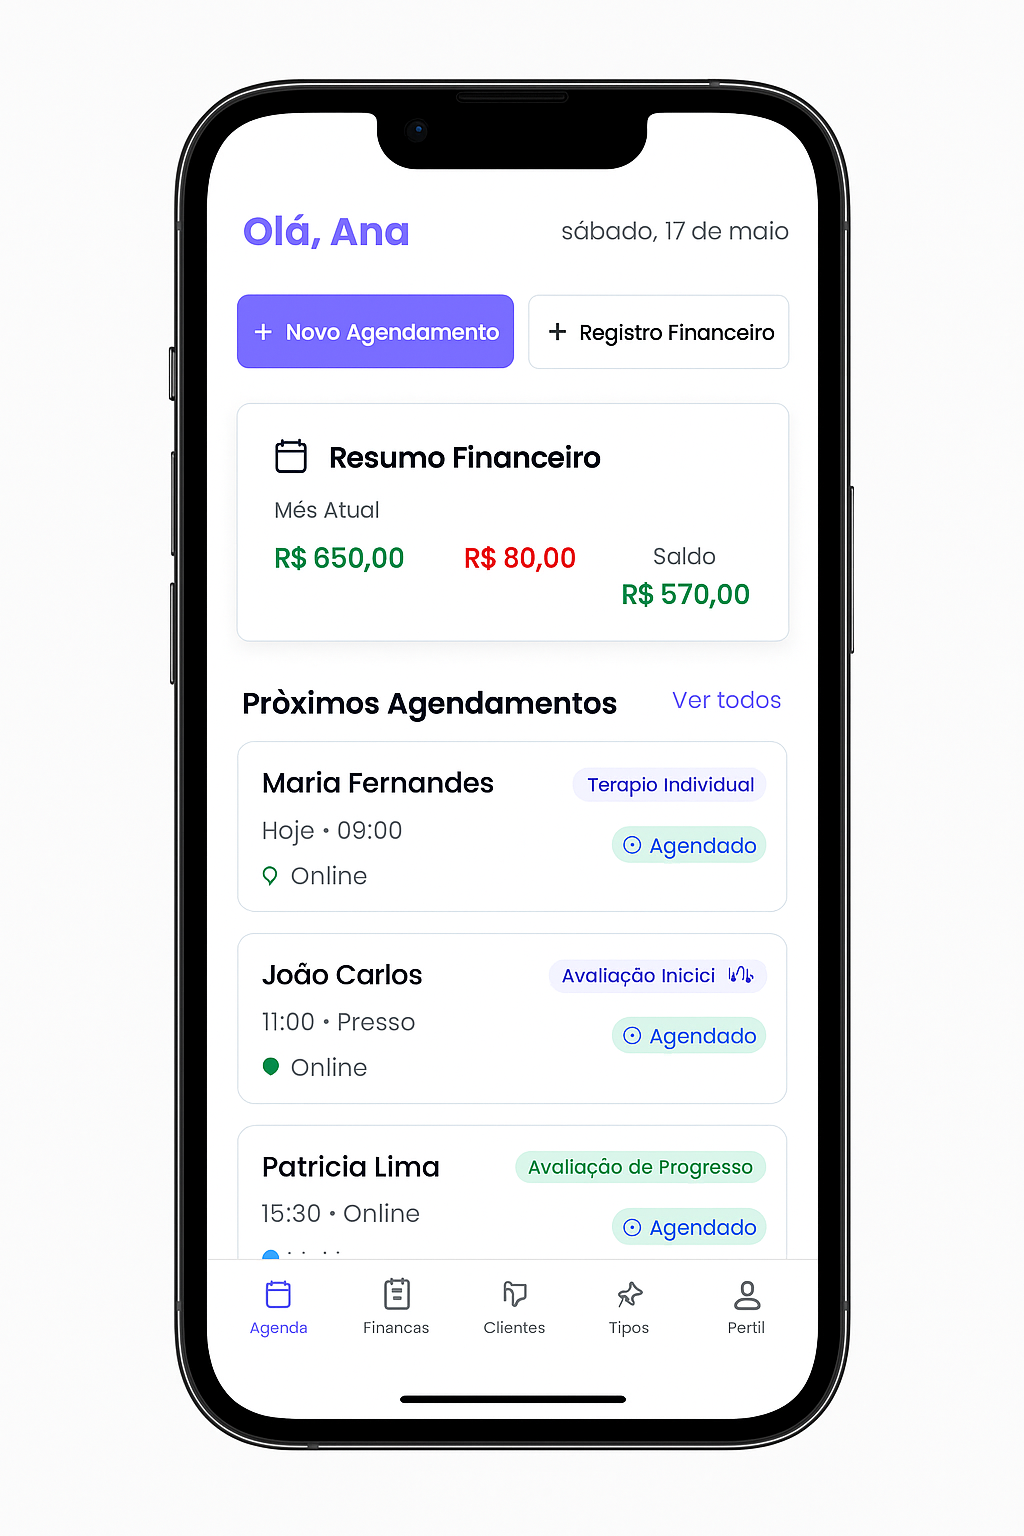 Olá, Ana
sábado, 17 de maio
+ Novo Agendamento
+ Registro Financeiro
Resumo Financeiro
Més Atual
R$ 650,00
R$ 80,00
Saldo
R$ 570,00
Pròximos Agendamentos
Ver todos
Maria Fernandes
Terapio Individual
Hoje • 09:00
Agendado
Online
João Carlos
Avaliação Inicici
11:00 • Presso
Agendado
Online
Patricia Lima
Avaliação de Progresso
15:30 • Online
Agendado
Agenda
Financas
Clientes
Tipos
Pertil